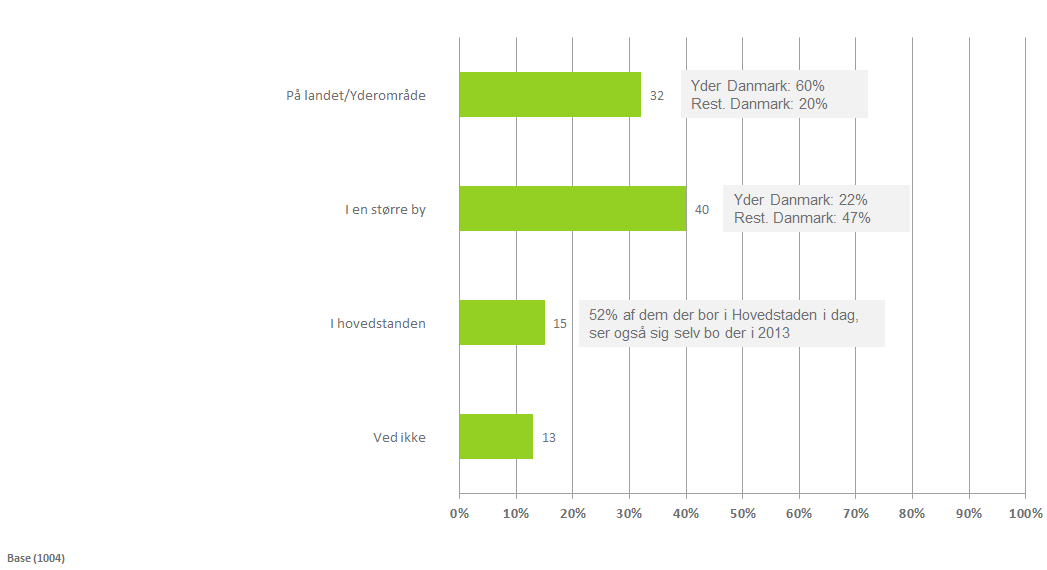 På landet/Yderområde
32
Yder Danmark: 60%
Rest. Danmark: 20%
I en større by
40
Yder Danmark: 22%
Rest. Danmark: 47%
I hovedstanden
15
52% af dem der bor i Hovedstaden i dag,
ser også sig selv bo der i 2013
Ved ikke
13
0% 10% 20% 30% 40% 50% 60% 70% 80% 90% 100%
Base (1004)